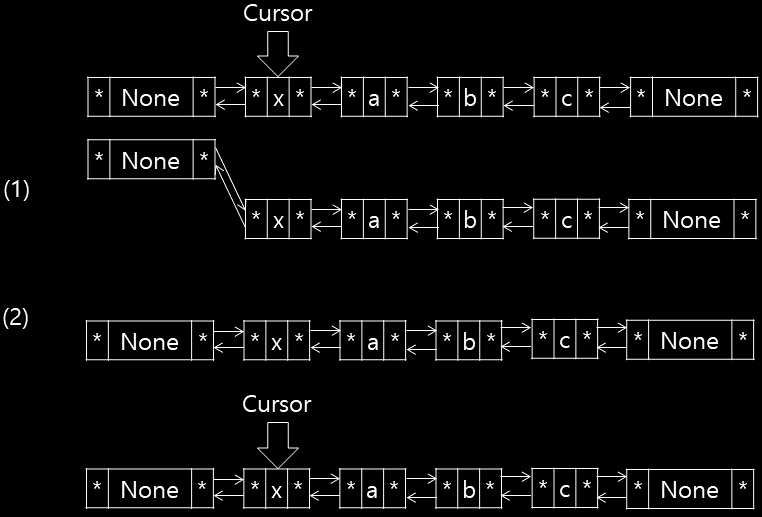 Cursor
* None * * x * * a * * b * * c * * None *
* None *
(1)
* x * * a * * b * * c * * None *
(2)
* None * * x * * a * * b * * c * * None *
Cursor
* None * * x * * a * * b * * c * * None *